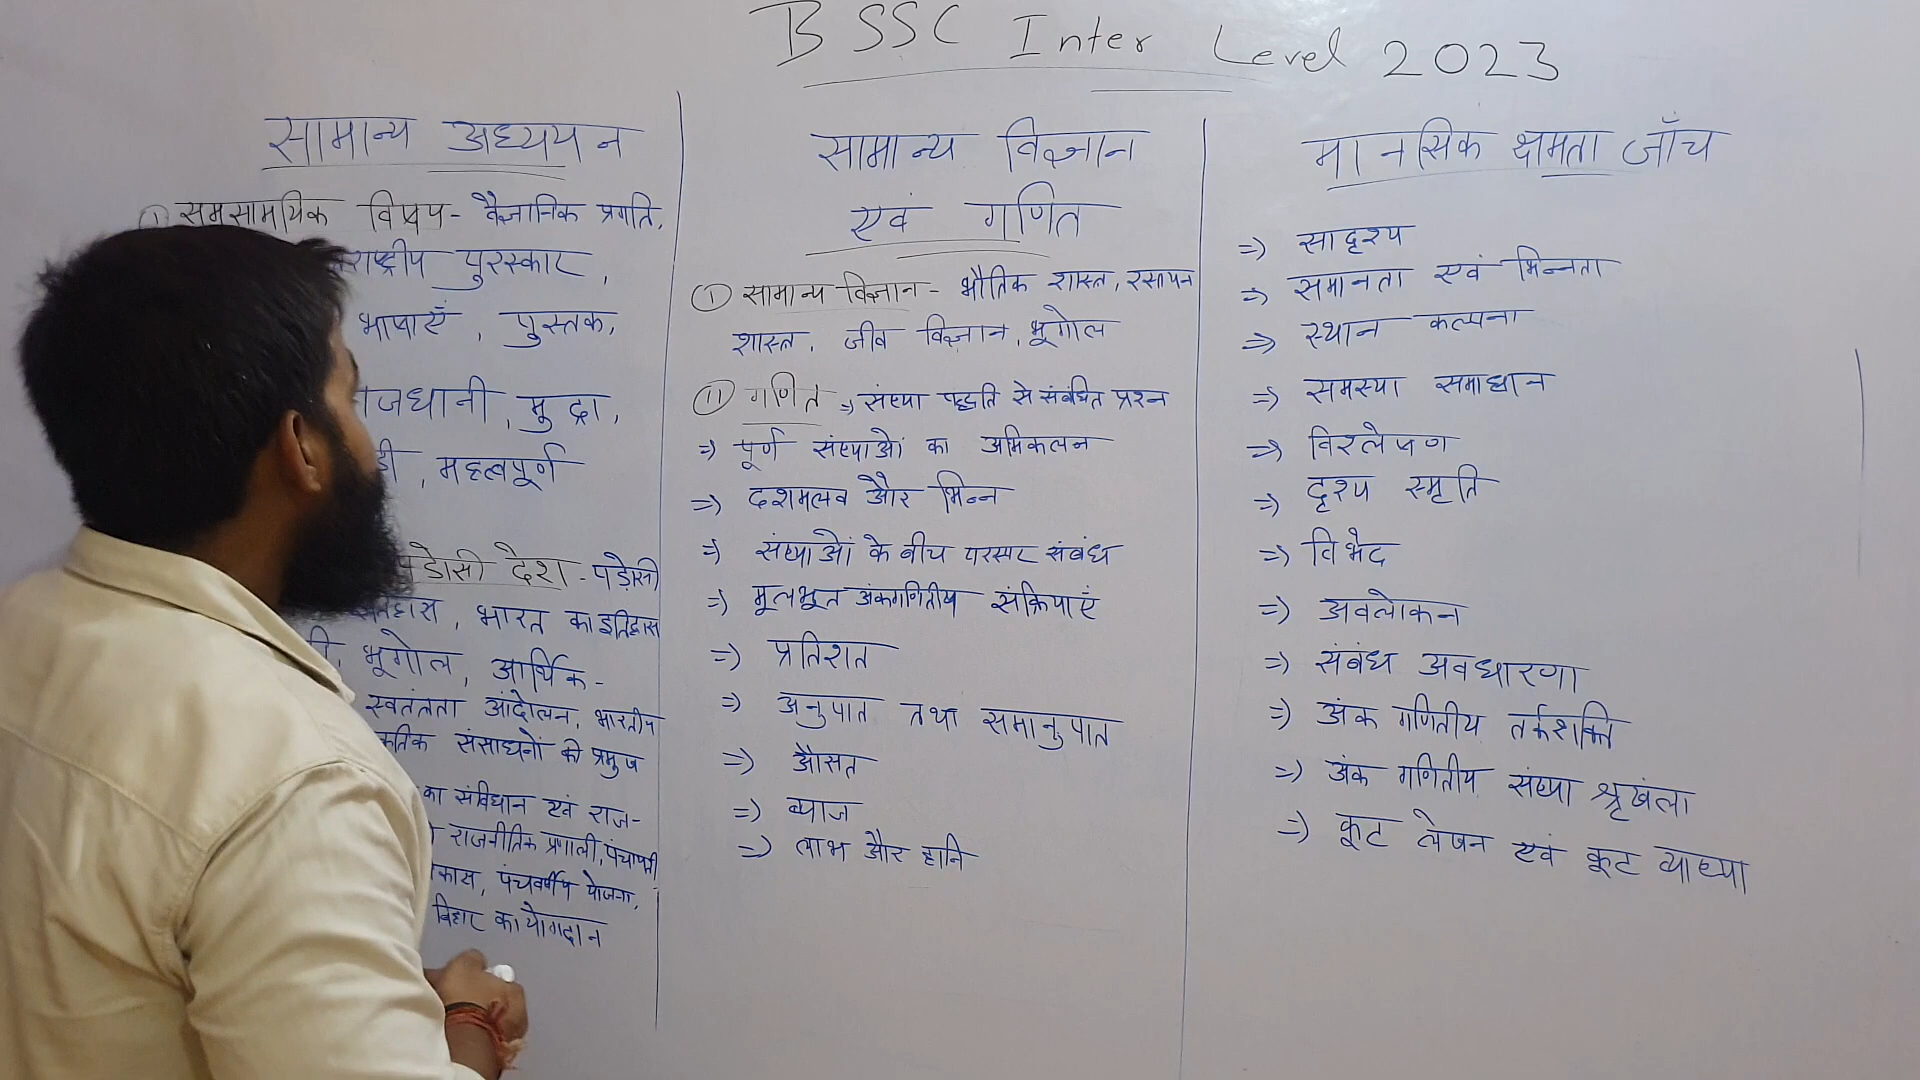 BSSC Inter Level 2023
सामान्य अध्ययन
① समसामयिक विषय - वैज्ञानिक प्रगति,
राष्ट्रीय पुरस्कार,
भाषाएँ, पुस्तक,
जधानी, मुद्रा,
ड़ी, महत्वपूर्ण
पड़ोसी देश - पड़ोसी
इतिहास, भारत का इतिहास
भूगोल, आर्थिक -
स्वतंत्रता आंदोलन, भारतीय
कृतिक संसाधनों की प्रमुख
का संविधान एवं राज-
राजनीतिक प्रणाली, पंचायती
कास, पंचवर्षीय योजना,
बिहार का योगदान
सामान्य विज्ञान
एवं गणित
① सामान्य विज्ञान - भौतिक शास्त्र, रसायन
शास्त्र, जीव विज्ञान, भूगोल
(11) गणित => संख्या पद्धति से संबंधित प्रश्न
=> पूर्ण संख्याओं का अभिकलन
=> दशमलव और भिन्न
=> संख्याओं के बीच परस्पर संबंध
=> मूलभूत अंकगणितीय संक्रियाएँ
=> प्रतिशत
=> अनुपात तथा समानुपात
=> औसत
=> ब्याज
=> लाभ और हानि
मानसिक क्षमता जाँच
=> सादृश्य
=> समानता एवं भिन्नता
=> स्थान कल्पना
=> समस्या समाधान
=> विश्लेषण
=> दृश्य स्मृति
=> विभेद
=> अवलोकन
=> संबंध अवधारणा
=> अंक गणितीय तर्कशक्ति
=> अंक गणितीय संख्या श्रृखंला
=> कूट लेखन एवं कूट व्याख्या